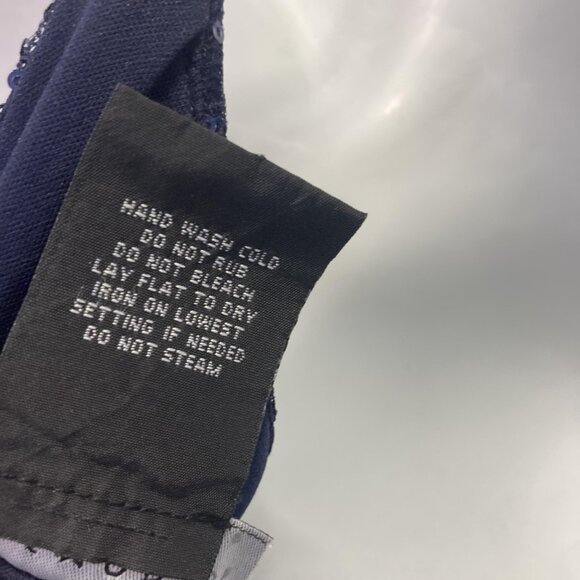 HAND WASH COLD
DO NOT RUB
DO NOT BLEACH
LAY FLAT TO DRY
IRON ON LOWEST
SETTING IF NEEDED
DO NOT STEAM